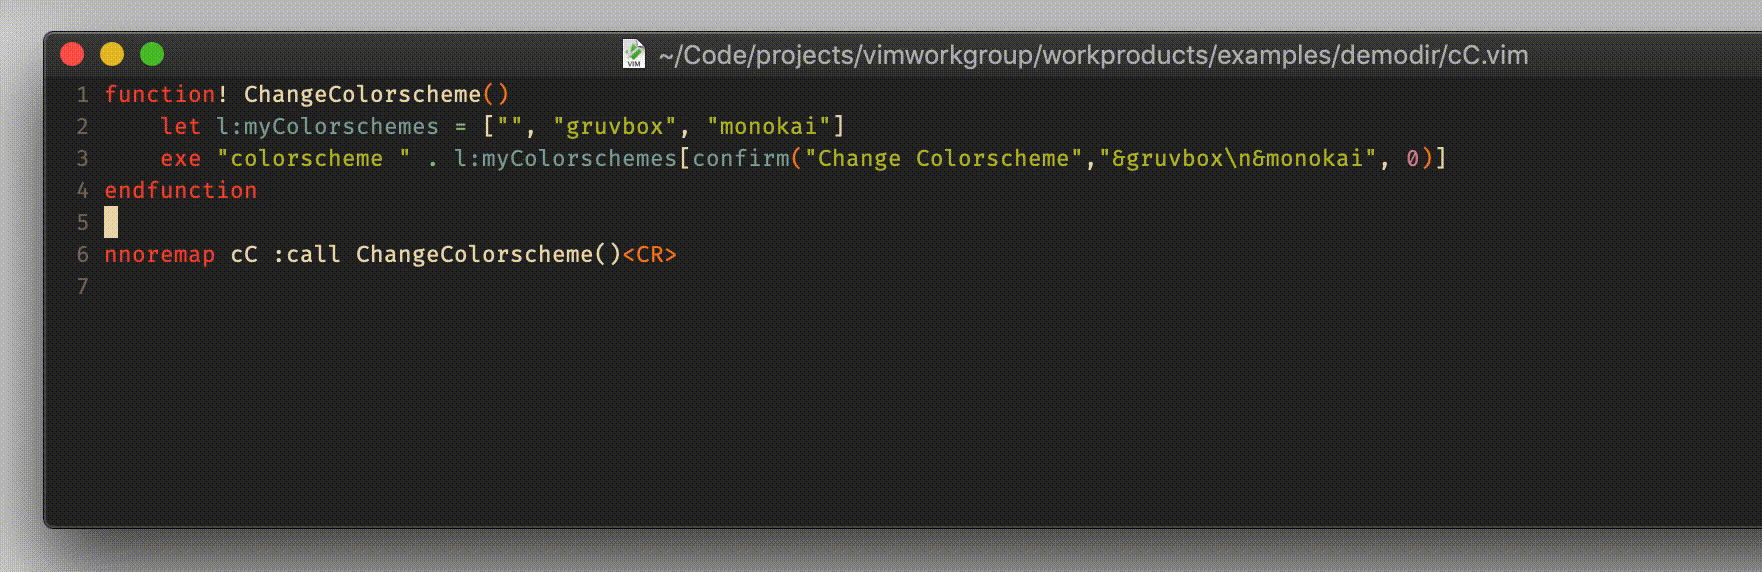 VIM ~/Code/projects/vimworkgroup/workproducts/examples/demodir/cC.vim
1 function! ChangeColorscheme()
2     let l:myColorschemes = ["", "gruvbox", "monokai"]
3     exe "colorscheme " . l:myColorschemes[confirm("Change Colorscheme","&gruvbox\n&monokai", 0)]
4 endfunction
5
6 nnoremap cC :call ChangeColorscheme()<CR>
7